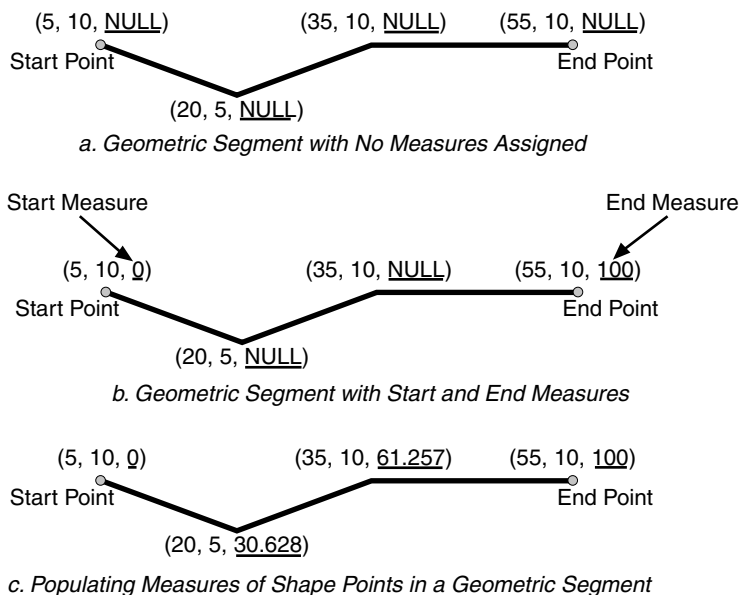 (5, 10, NULL) (35, 10, NULL) (55, 10, NULL)
Start Point End Point
(20, 5, NULL)
a. Geometric Segment with No Measures Assigned
Start Measure End Measure
(5, 10, 0) (35, 10, NULL) (55, 10, 100)
Start Point End Point
(20, 5, NULL)
b. Geometric Segment with Start and End Measures
(5, 10, 0) (35, 10, 61.257) (55, 10, 100)
Start Point End Point
(20, 5, 30.628)
c. Populating Measures of Shape Points in a Geometric Segment